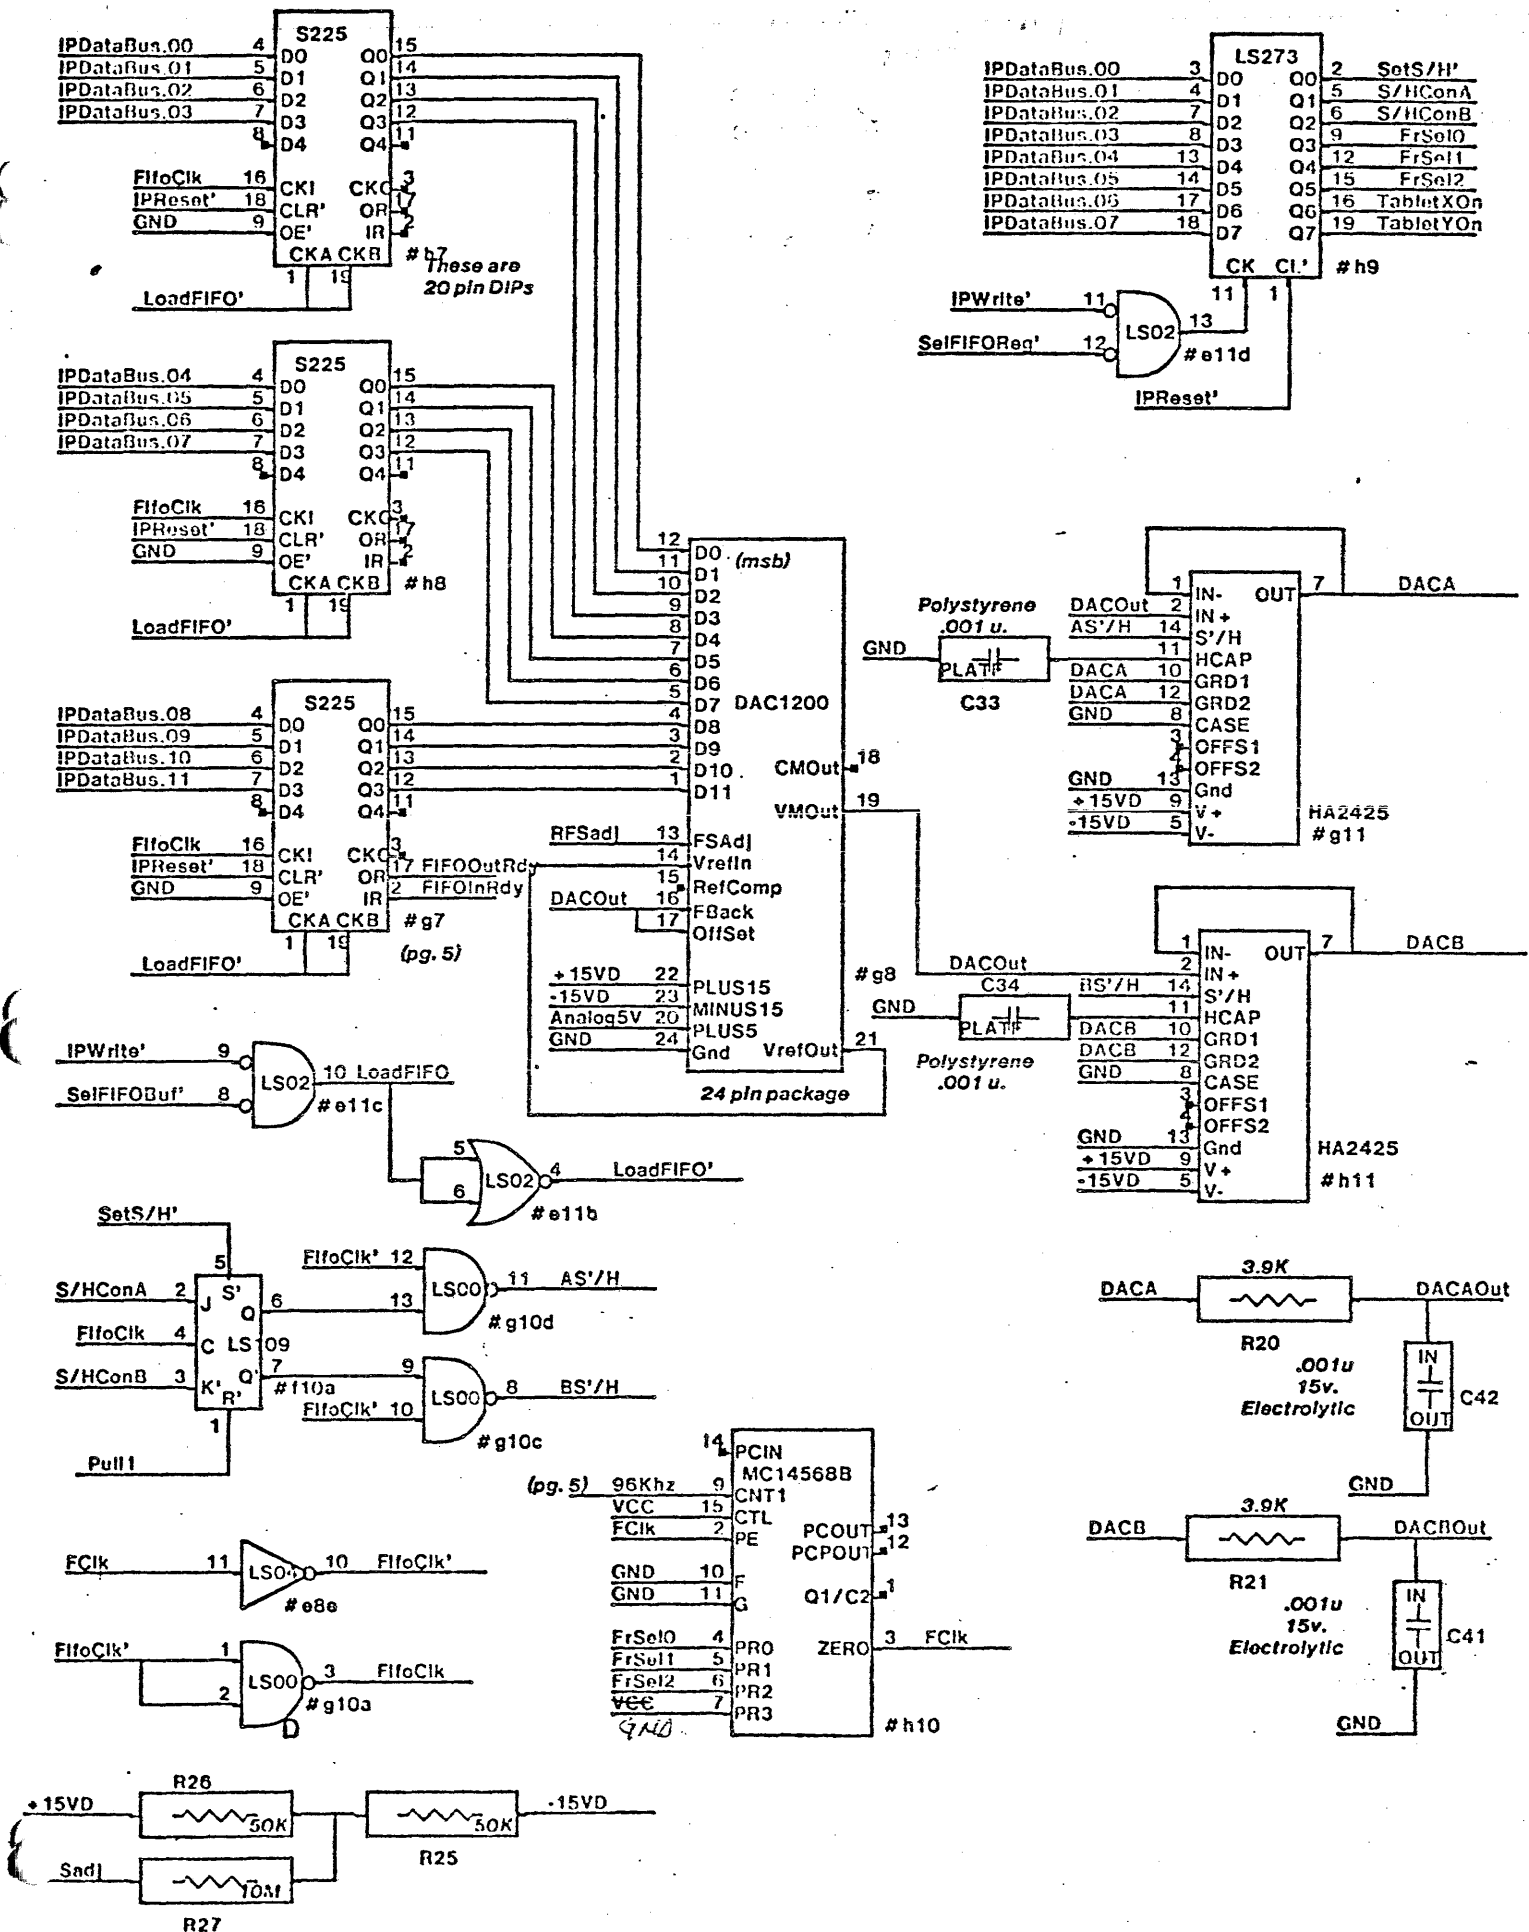 S225
IPDataBus.00 4 D0 Q0 15
IPDataBus.01 5 D1 Q1 14
IPDataBus.02 6 D2 Q2 13
IPDataBus.03 7 D3 Q3 12
8 D4 Q4 11
FifoClk 16 CKI CKO 3
IPReset' 18 CLR' OR 17
GND 9 OE' IR 2
CKA CKB #h7
1 19
These are
20 pin DIPs
LoadFIFO'
S225
IPDataBus.04 4 D0 Q0 15
IPDataBus.05 5 D1 Q1 14
IPDataBus.06 6 D2 Q2 13
IPDataBus.07 7 D3 Q3 12
8 D4 Q4 11
FifoClk 16 CKI CKO 3
IPReset' 18 CLR' OR 17
GND 9 OE' IR 2
CKA CKB #h8
1 19
LoadFIFO'
S225
IPDataBus.08 4 D0 Q0 15
IPDataBus.09 5 D1 Q1 14
IPDataBus.10 6 D2 Q2 13
IPDataBus.11 7 D3 Q3 12
8 D4 Q4 11
FifoClk 16 CKI CKO 3
IPReset' 18 CLR' OR 17 FIFOOutRdy
GND 9 OE' IR 2 FIFOInRdy
CKA CKB #g7
1 19 (pg. 5)
LoadFIFO'
LS273
IPDataBus.00 3 D0 Q0 2 SetS/H'
IPDataBus.01 4 D1 Q1 5 S/HConA
IPDataBus.02 7 D2 Q2 6 S/HConB
IPDataBus.03 8 D3 Q3 9 FrSel0
IPDataBus.04 13 D4 Q4 12 FrSel1
IPDataBus.05 14 D5 Q5 15 FrSel2
IPDataBus.06 17 D6 Q6 16 TabletXOn
IPDataBus.07 18 D7 Q7 19 TabletYOn
CK CL' #h9
11 1
IPWrite' 11
LS02 13
SelFIFOReg' 12
#e11d
IPReset'
12 D0 (msb)
11 D1
10 D2
9 D3
8 D4
7 D5
6 D6
5 D7 DAC1200
4 D8
3 D9
2 D10 CMOut 18
1 D11
VMOut 19
RFSadj 13 FSAdj
14 VrefIn
15 RefComp
DACOut 16 FBack
17 OffSet
#g8
+15VD 22 PLUS15
-15VD 23 MINUS15
Analog5V 20 PLUS5
GND 24 Gnd VrefOut 21
24 pin package
Polystyrene
.001 u.
GND PLATF
C33
1 IN- OUT 7 DACA
DACOut 2 IN+
AS'/H 14 S'/H
11 HCAP
DACA 10 GRD1
DACA 12 GRD2
GND 8 CASE
3 OFFS1
4 OFFS2
GND 13 Gnd
+15VD 9 V+ HA2425
-15VD 5 V- #g11
1 IN- OUT 7 DACB
DACOut 2 IN+
C34 BS'/H 14 S'/H
GND PLATF 11 HCAP
Polystyrene
.001 u.
DACB 10 GRD1
DACB 12 GRD2
GND 8 CASE
3 OFFS1
4 OFFS2
GND 13 Gnd HA2425
+15VD 9 V+
-15VD 5 V- #h11
IPWrite' 9
LS02 10 LoadFIFO
SelFIFOBuf' 8
#e11c
5
LS02 4 LoadFIFO'
6
#e11b
SetS/H'
5
S/HConA 2 J S' Q 6
FifoClk 4 C LS109
S/HConB 3 K' R' Q' 7
#f10a
1
Pull1
FifoClk' 12
LS00 11 AS'/H
13
#g10d
9
LS00 8 BS'/H
FifoClk' 10
#g10c
FClk 11 LS04 10 FifoClk'
#e8e
FifoClk' 1
LS00 3 FifoClk
2
#g10a
D
14 PCIN
MC14568B
(pg. 5) 96Khz 9 CNT1
VCC 15 CTL
FClk 2 PE
PCOUT 13
PCPOUT 12
GND 10 F
GND 11 G Q1/C2 1
FrSel0 4 PR0 ZERO 3 FClk
FrSel1 5 PR1
FrSel2 6 PR2
VCC 7 PR3
GND
#h10
3.9K
DACA DACAOut
R20
.001u
15v.
Electrolytic
IN
OUT
C42
GND
3.9K
DACB DACBOut
R21
.001u
15v.
Electrolytic
IN
OUT
C41
GND
R26
+15VD 50K 50K -15VD
R25
Sadj 10M
R27